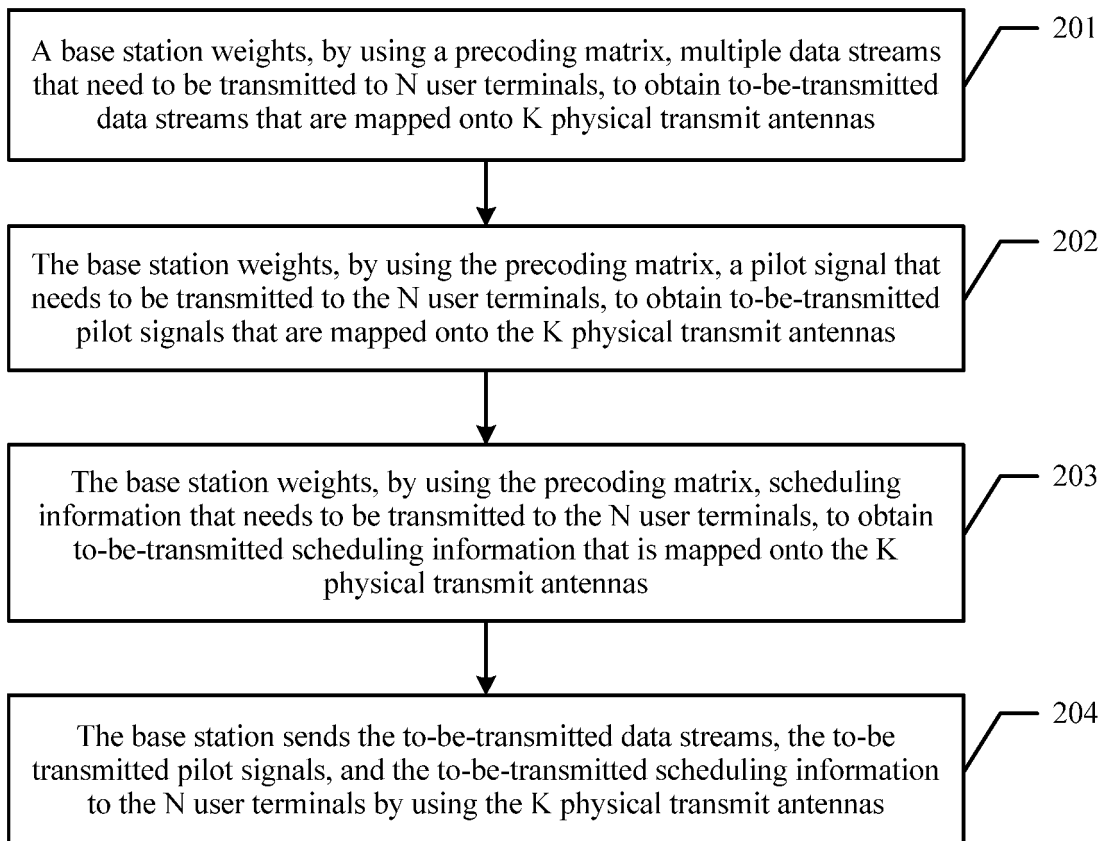 A base station weights, by using a precoding matrix, multiple data streams
that need to be transmitted to N user terminals, to obtain to-be-transmitted
data streams that are mapped onto K physical transmit antennas
201
The base station weights, by using the precoding matrix, a pilot signal that
needs to be transmitted to the N user terminals, to obtain to-be-transmitted
pilot signals that are mapped onto the K physical transmit antennas
202
The base station weights, by using the precoding matrix, scheduling
information that needs to be transmitted to the N user terminals, to obtain
to-be-transmitted scheduling information that is mapped onto the K
physical transmit antennas
203
The base station sends the to-be-transmitted data streams, the to-be
transmitted pilot signals, and the to-be-transmitted scheduling information
to the N user terminals by using the K physical transmit antennas
204